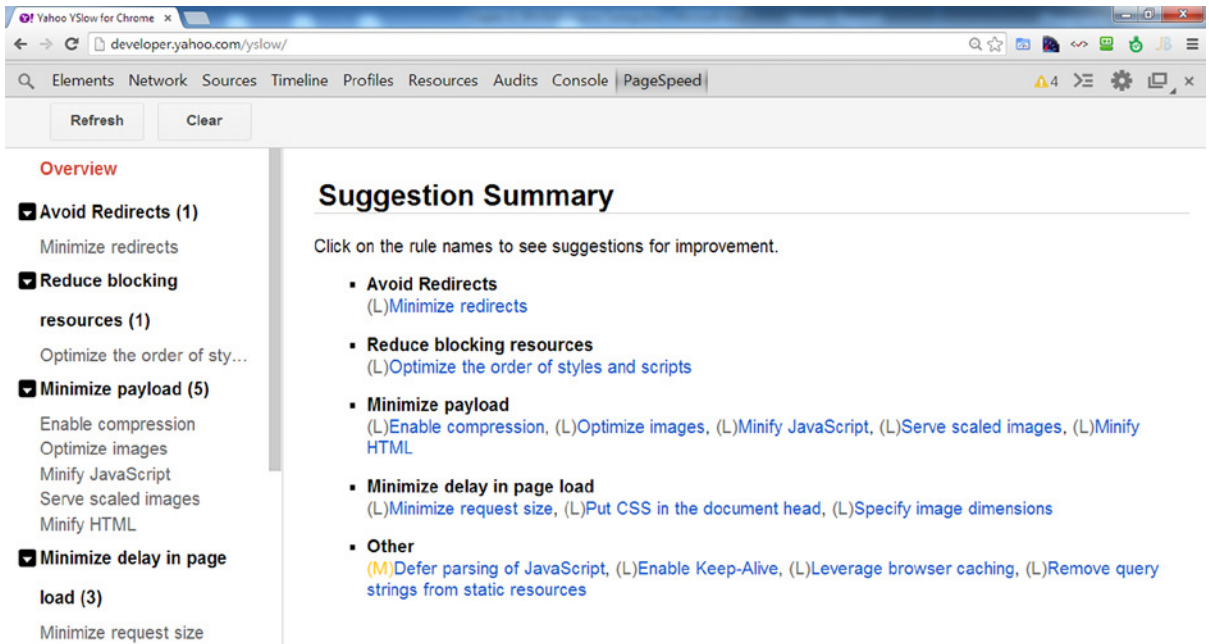 Yahoo YSlow for Chrome
developer.yahoo.com/yslow/
Elements Network Sources Timeline Profiles Resources Audits Console PageSpeed 4
Refresh Clear
Overview
Avoid Redirects (1)
Minimize redirects
Reduce blocking
resources (1)
Optimize the order of sty...
Minimize payload (5)
Enable compression
Optimize images
Minify JavaScript
Serve scaled images
Minify HTML
Minimize delay in page
load (3)
Minimize request size
Suggestion Summary
Click on the rule names to see suggestions for improvement.
Avoid Redirects
(L)Minimize redirects
Reduce blocking resources
(L)Optimize the order of styles and scripts
Minimize payload
(L)Enable compression, (L)Optimize images, (L)Minify JavaScript, (L)Serve scaled images, (L)Minify
HTML
Minimize delay in page load
(L)Minimize request size, (L)Put CSS in the document head, (L)Specify image dimensions
Other
(M)Defer parsing of JavaScript, (L)Enable Keep-Alive, (L)Leverage browser caching, (L)Remove query
strings from static resources
JB